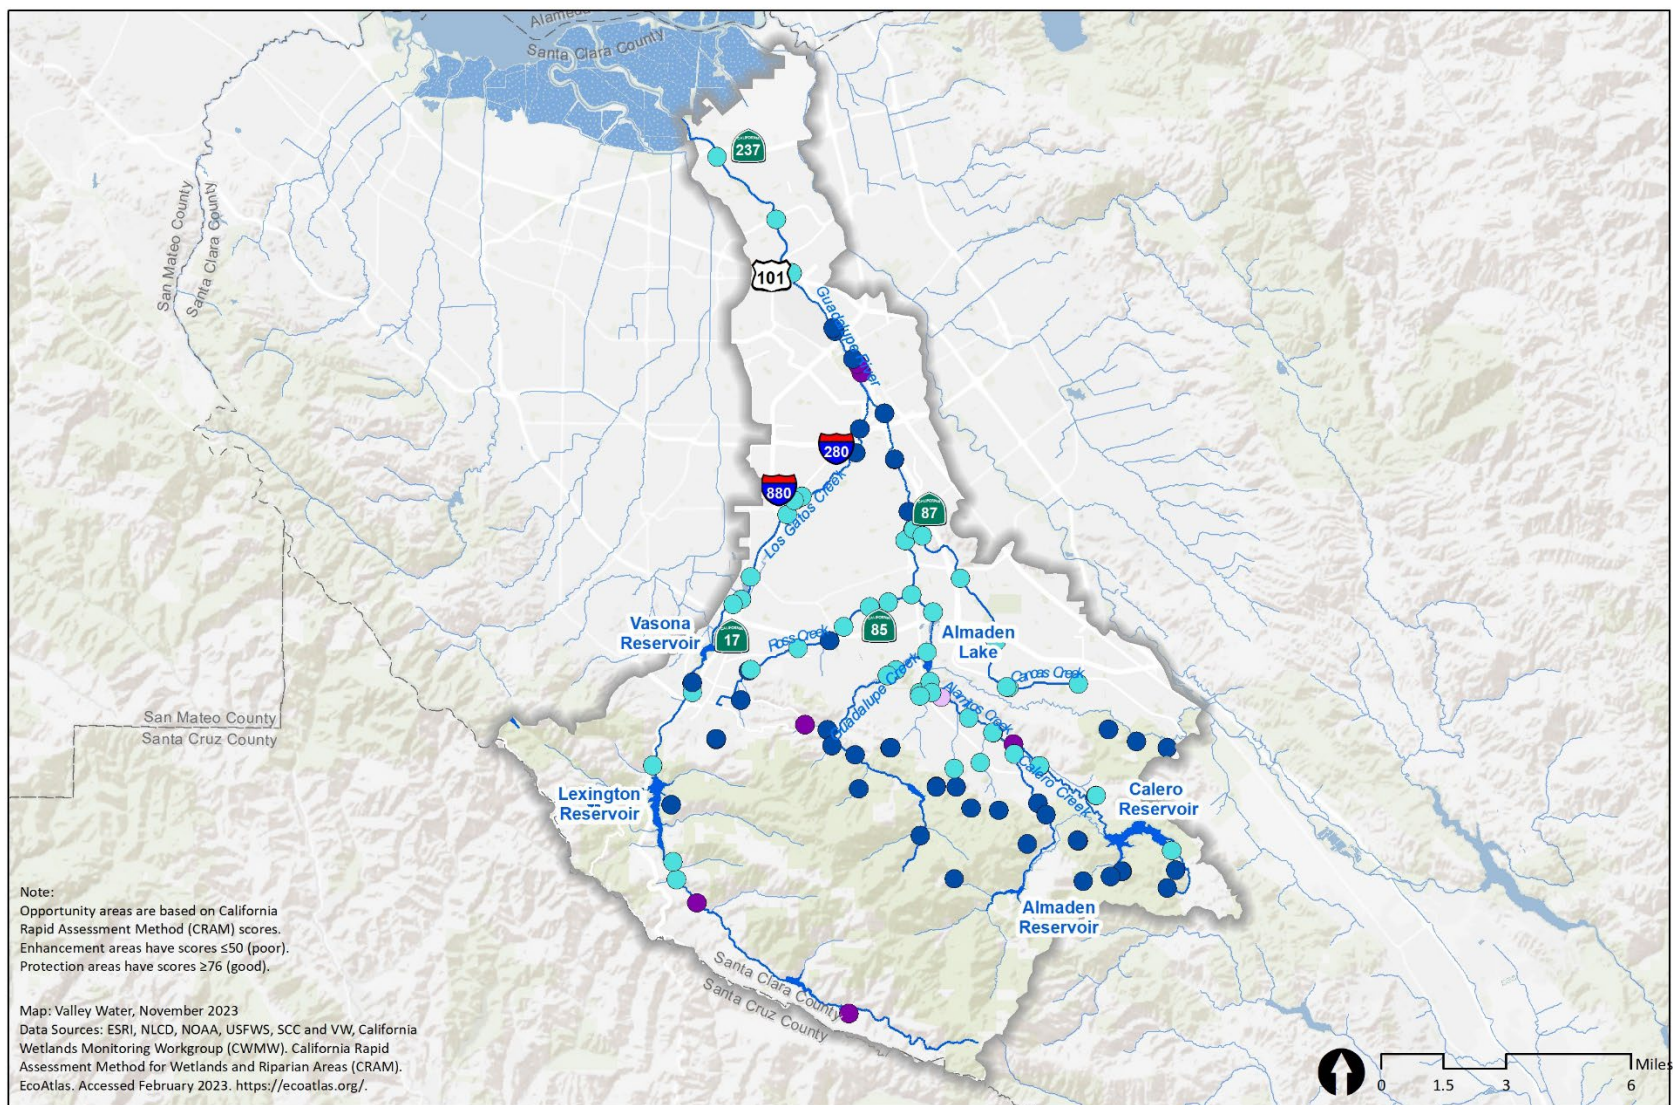 Alameda
Santa Clara County
San Mateo County
Santa Clara County
CALIFORNIA
237
101
Guadalupe River
280
880
Los Gatos Creek
CALIFORNIA
87
Vasona
Reservoir
CALIFORNIA
17
Ross Creek
CALIFORNIA
85
Almaden
Lake
Guadalupe Creek
Canoas Creek
Alamitos Creek
San Mateo County
Santa Cruz County
Calero Creek
Lexington
Reservoir
Calero
Reservoir
Almaden
Reservoir
Santa Clara County
Santa Cruz County
Note:
Opportunity areas are based on California
Rapid Assessment Method (CRAM) scores.
Enhancement areas have scores ≤50 (poor).
Protection areas have scores ≥76 (good).
Map: Valley Water, November 2023
Data Sources: ESRI, NLCD, NOAA, USFWS, SCC and VW, California
Wetlands Monitoring Workgroup (CWMW). California Rapid
Assessment Method for Wetlands and Riparian Areas (CRAM).
EcoAtlas. Accessed February 2023. https://ecoatlas.org/.
Miles
0 1.5 3 6